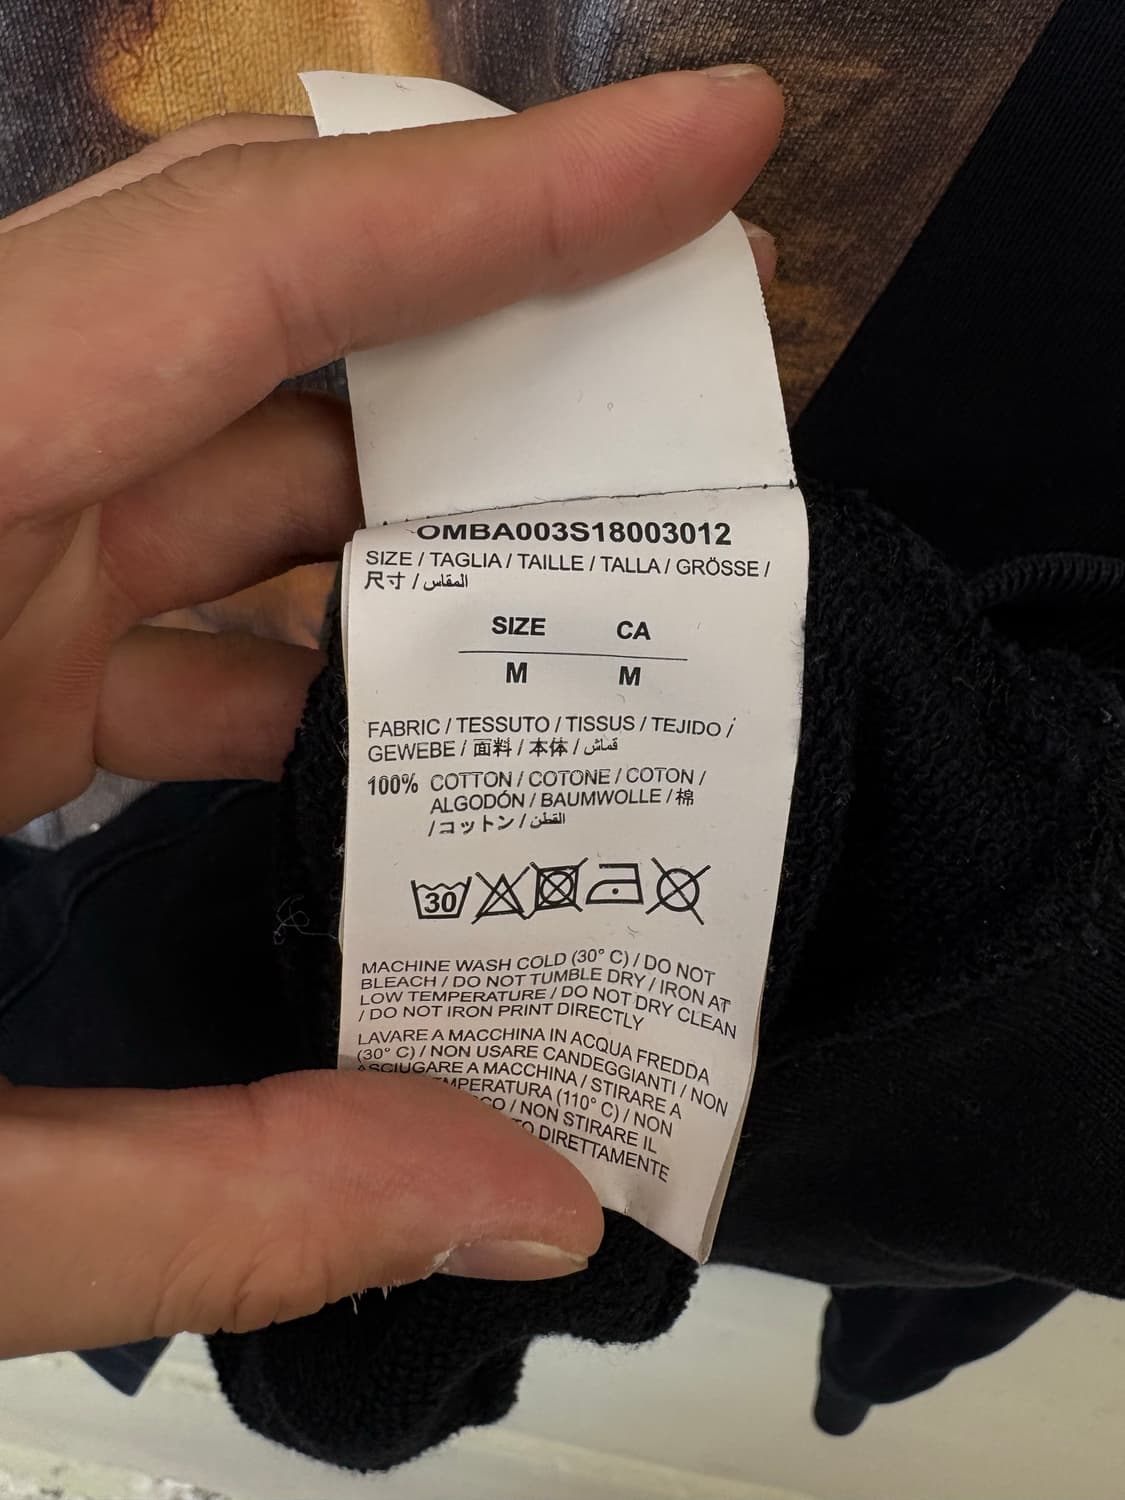 OMBA003S18003012
SIZE / TAGLIA / TAILLE / TALLA / GRÖSSE /
尺寸 / المقاس
SIZE CA
M M
FABRIC / TESSUTO / TISSUS / TEJIDO /
GEWEBE / 面料 / 本体 / قماش
100% COTTON / COTONE / COTON /
ALGODÓN / BAUMWOLLE / 棉
/ コットン / القطن
30
MACHINE WASH COLD (30° C) / DO NOT
BLEACH / DO NOT TUMBLE DRY / IRON AT
LOW TEMPERATURE / DO NOT DRY CLEAN
/ DO NOT IRON PRINT DIRECTLY
LAVARE A MACCHINA IN ACQUA FREDDA
(30° C) / NON USARE CANDEGGIANTI / NON
ASCIUGARE A MACCHINA / STIRARE A
MPERATURA (110° C) / NON
CO / NON STIRARE IL
TO DIRETTAMENTE